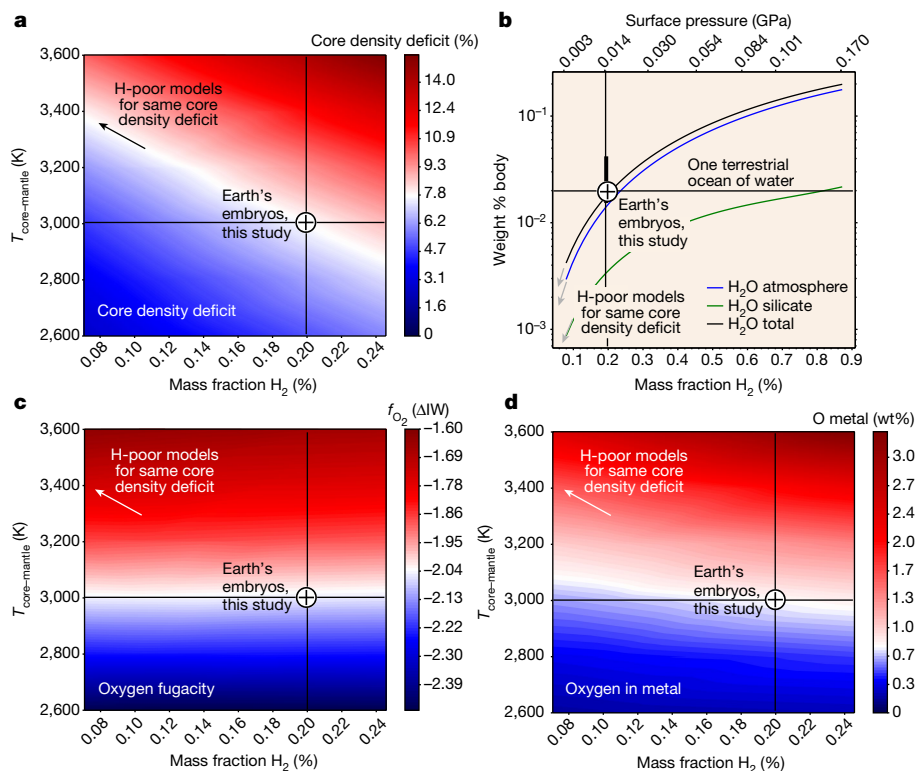 a
Core density deficit (%)
3,600
3,400
3,200
3,000
2,800
2,600
T core–mantle (K)
H-poor models
for same core
density deficit
Earth's
embryos,
this study
Core density deficit
14.0
12.4
10.9
9.3
7.8
6.2
4.7
3.1
1.6
0
0.08
0.10
0.12
0.14
0.16
0.18
0.20
0.22
0.24
Mass fraction H2 (%)
b
Surface pressure (GPa)
0.003
0.014
0.030
0.054
0.084
0.101
0.170
10−1
10−2
10−3
Weight % body
One terrestrial
ocean of water
Earth's
embryos,
this study
H2O atmosphere
H2O silicate
H2O total
H-poor models
for same core
density deficit
0.1
0.2
0.3
0.4
0.5
0.6
0.7
0.8
0.9
Mass fraction H2 (%)
c
fO2 (ΔIW)
3,600
3,400
3,200
3,000
2,800
2,600
T core–mantle (K)
H-poor models
for same core
density deficit
Earth's
embryos,
this study
Oxygen fugacity
−1.60
−1.69
−1.78
−1.86
−1.95
−2.04
−2.13
−2.22
−2.30
−2.39
0.08
0.10
0.12
0.14
0.16
0.18
0.20
0.22
0.24
Mass fraction H2 (%)
d
O metal (wt%)
3,600
3,400
3,200
3,000
2,800
2,600
T core–mantle (K)
H-poor models
for same core
density deficit
Earth's
embryos,
this study
Oxygen in metal
3.0
2.7
2.3
2.0
1.7
1.3
1.0
0.7
0.3
0
0.08
0.10
0.12
0.14
0.16
0.18
0.20
0.22
0.24
Mass fraction H2 (%)